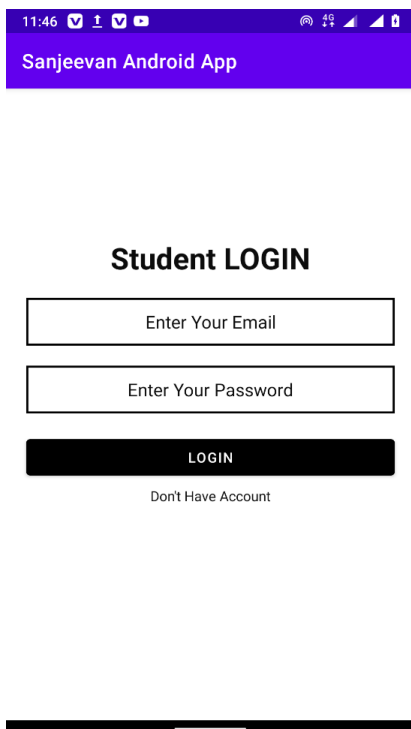 11:46
4G
Sanjeevan Android App
Student LOGIN
Enter Your Email
Enter Your Password
LOGIN
Don't Have Account